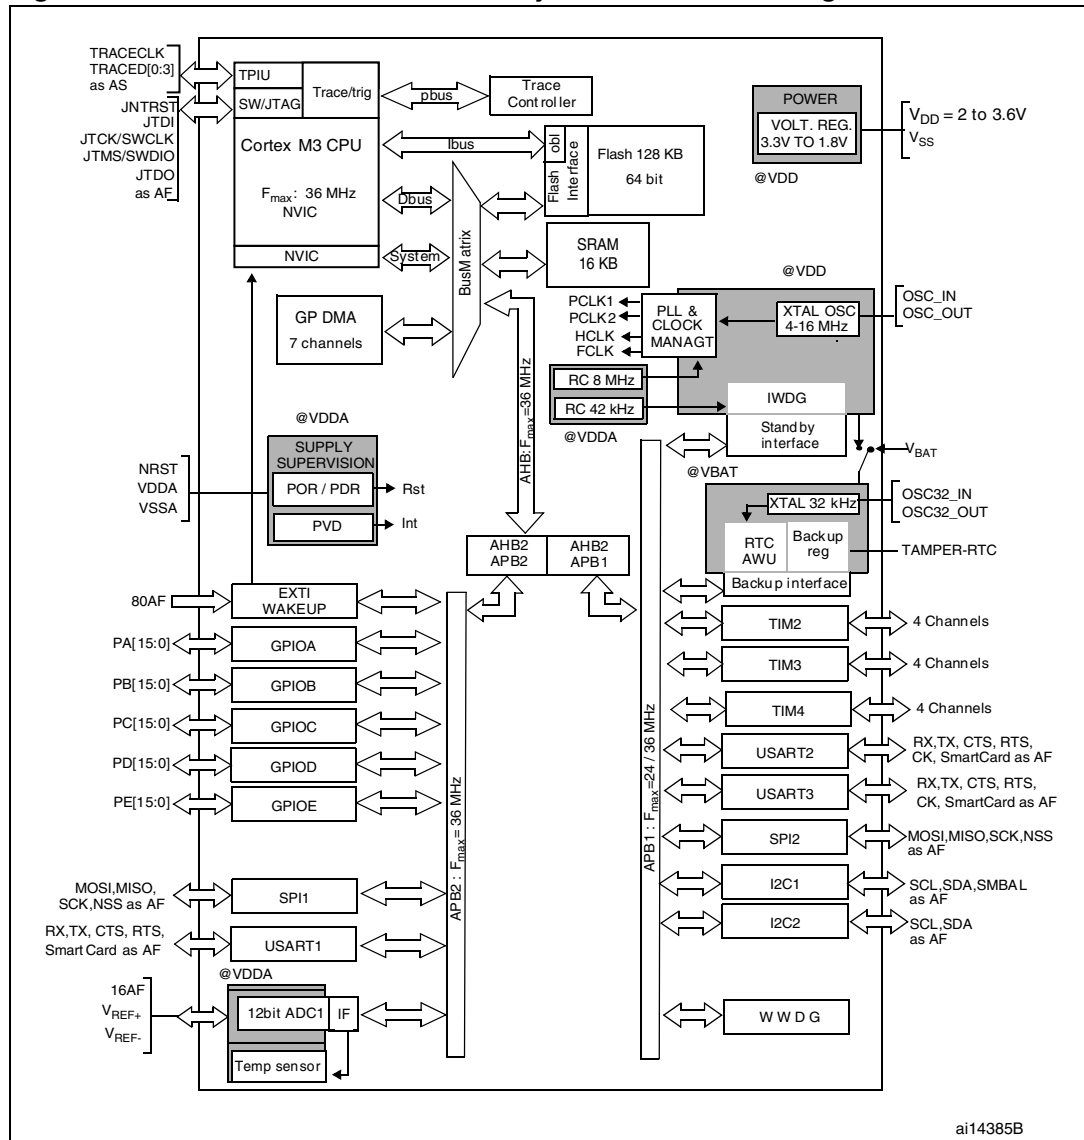 TRACECLK
TRACED[0:3]
as AS
TPIU
Trace/trig
SW/JTAG
pbus
Trace
Controller
JNTRST
JTDI
JTCK/SWCLK
JTMS/SWDIO
JTDO
as AF
Cortex M3 CPU
Fmax: 36 MHz
NVIC
NVIC
Ibus
Dbus
System
BusMatrix
obl
Flash
Interface
Flash 128 KB
64 bit
SRAM
16 KB
GP DMA
7 channels
POWER
VOLT. REG.
3.3V TO 1.8V
@VDD
VDD = 2 to 3.6V
VSS
@VDD
PCLK1
PCLK2
HCLK
FCLK
PLL &
CLOCK
MANAGT
XTAL OSC
4-16 MHz
OSC_IN
OSC_OUT
RC 8 MHz
RC 42 kHz
@VDDA
IWDG
Standby
interface
VBAT
@VBAT
XTAL 32 kHz
OSC32_IN
OSC32_OUT
RTC
AWU
Backup
reg
TAMPER-RTC
Backup interface
@VDDA
SUPPLY
SUPERVISION
NRST
VDDA
VSSA
POR / PDR
Rst
PVD
Int
AHB:Fmax=36 MHz
AHB2
APB2
AHB2
APB1
80AF
EXTI
WAKEUP
PA[15:0]
GPIOA
PB[15:0]
GPIOB
PC[15:0]
GPIOC
PD[15:0]
GPIOD
PE[15:0]
GPIOE
MOSI,MISO,
SCK,NSS as AF
SPI1
RX,TX, CTS, RTS,
SmartCard as AF
USART1
@VDDA
16AF
VREF+
VREF-
12bit ADC1
IF
Temp sensor
APB2 : Fmax= 36 MHz
APB1 : Fmax=24 / 36 MHz
TIM2
4 Channels
TIM3
4 Channels
TIM4
4 Channels
USART2
RX,TX, CTS, RTS,
CK, SmartCard as AF
USART3
RX,TX, CTS, RTS,
CK, SmartCard as AF
SPI2
MOSI,MISO,SCK,NSS
as AF
I2C1
SCL,SDA,SMBAL
as AF
I2C2
SCL,SDA
as AF
WWDG
ai14385B